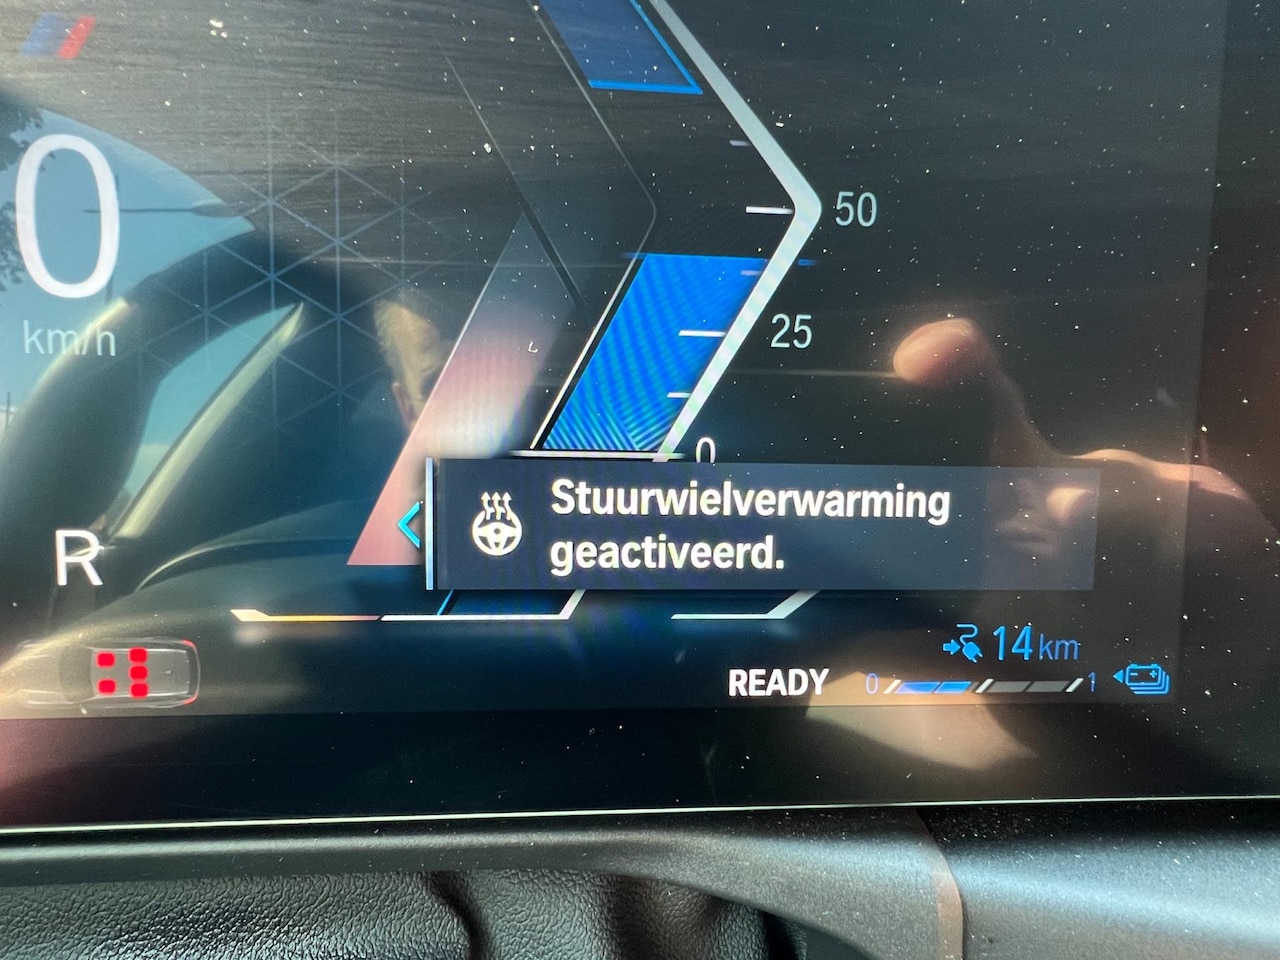 0
km/h
50
25
0
Stuurwielverwarming
geactiveerd.
R
14 km
READY
0
1